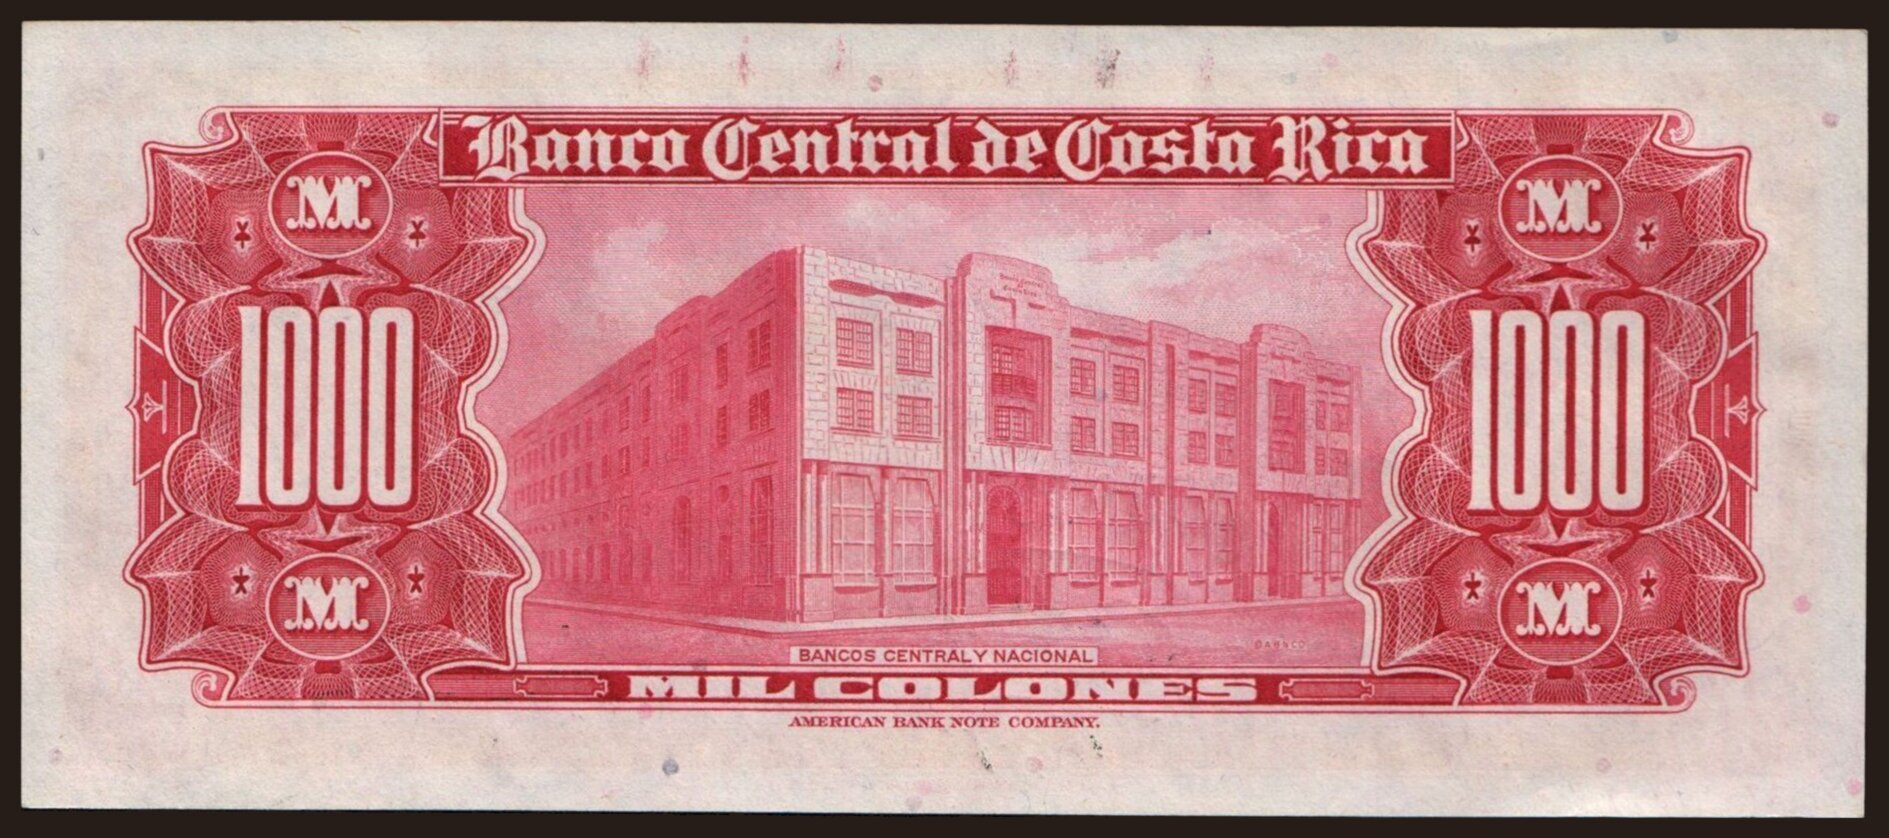 Banco Central de Costa Rica
M
M
1000
1000
BANCOS CENTRAL Y NACIONAL
M
M
MIL COLONES
AMERICAN BANK NOTE COMPANY.